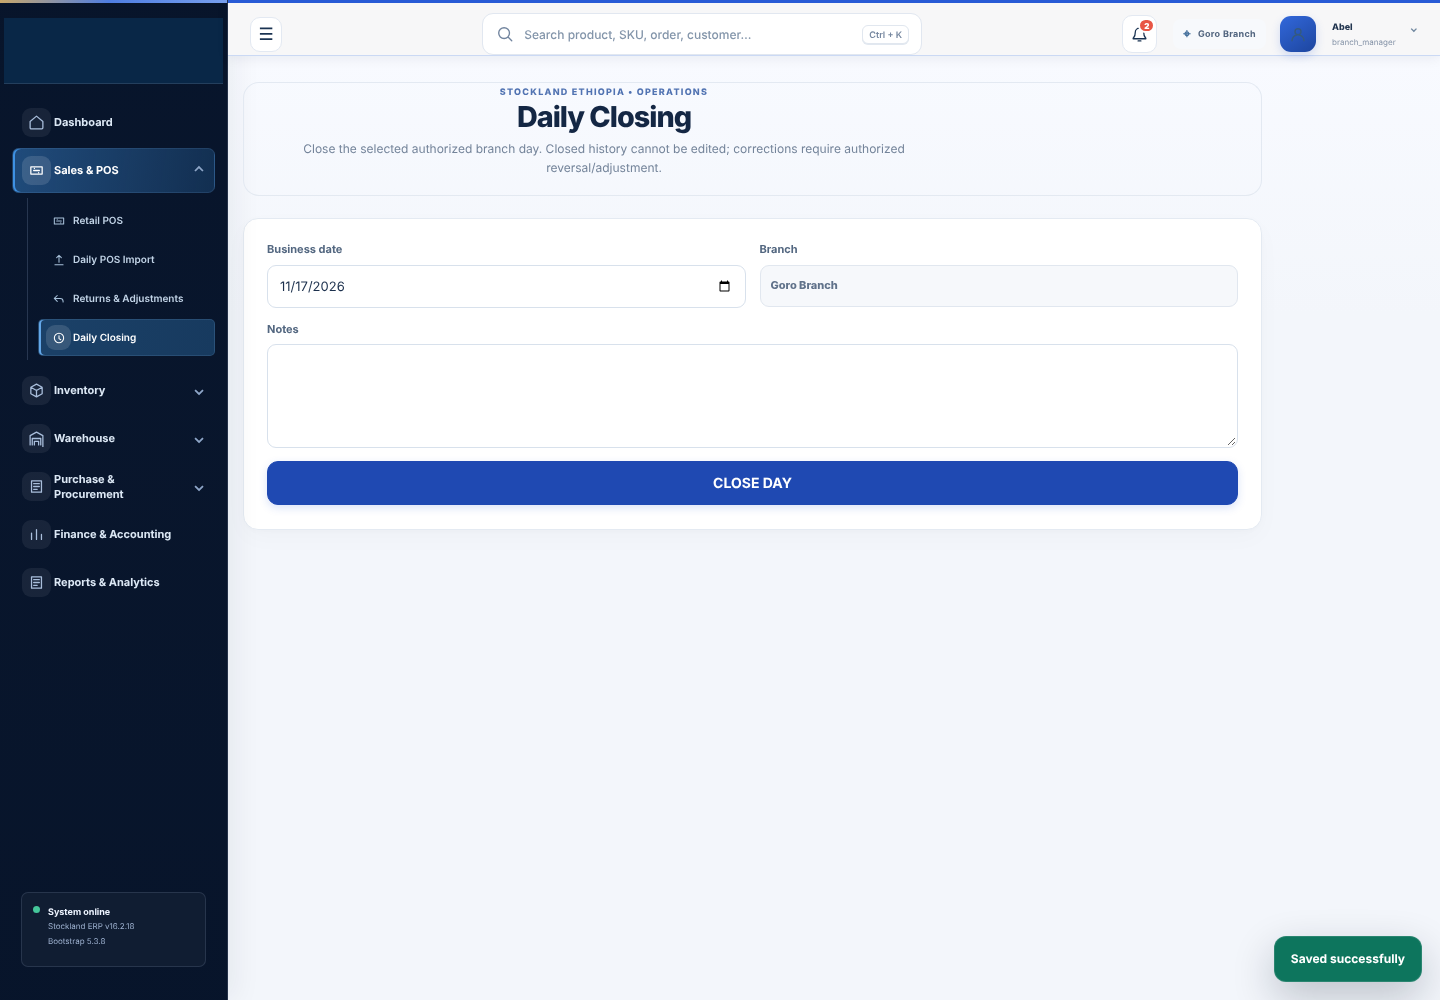 Search product, SKU, order, customer...
Ctrl + K
2
Goro Branch
Abel
branch_manager
Dashboard
Sales & POS
Retail POS
Daily POS Import
Returns & Adjustments
Daily Closing
Inventory
Warehouse
Purchase &
Procurement
Finance & Accounting
Reports & Analytics
System online
Stockland ERP v16.2.18
Bootstrap 5.3.8
STOCKLAND ETHIOPIA • OPERATIONS
Daily Closing
Close the selected authorized branch day. Closed history cannot be edited; corrections require authorized
reversal/adjustment.
Business date
11/17/2026
Branch
Goro Branch
Notes
CLOSE DAY
Saved successfully